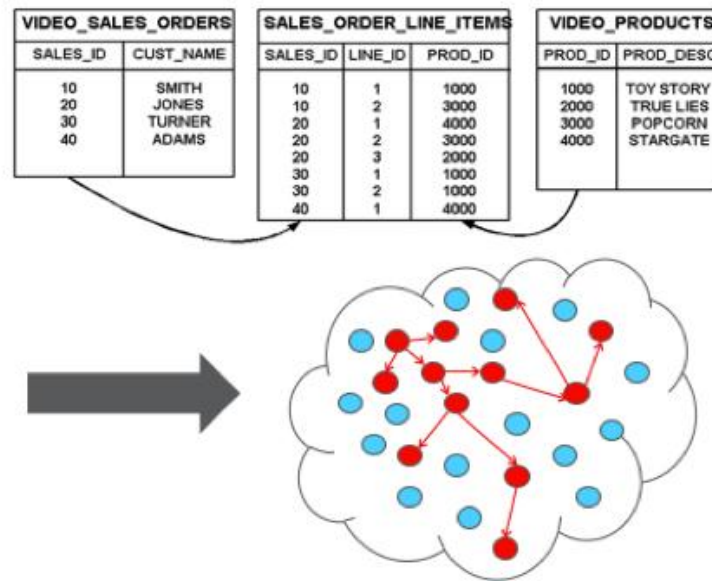 VIDEO_SALES_ORDERS
SALES_ID CUST_NAME
10 SMITH
20 JONES
30 TURNER
40 ADAMS
SALES_ORDER_LINE_ITEMS
SALES_ID LINE_ID PROD_ID
10 1 1000
10 2 3000
20 1 4000
20 2 3000
20 3 2000
30 1 1000
30 2 1000
40 1 4000
VIDEO_PRODUCTS
PROD_ID PROD_DESC
1000 TOY STORY
2000 TRUE LIES
3000 POPCORN
4000 STARGATE